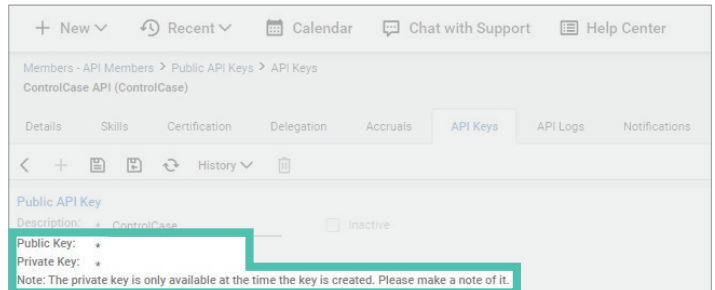 New Recent Calendar Chat with Support Help Center
Members - API Members > Public API Keys > API Keys
ControlCase API (ControlCase)
Details Skills Certification Delegation Accruals API Keys API Logs Notifications
History
Public API Key
Description: * ControlCase Inactive
Public Key: *
Private Key: *
Note: The private key is only available at the time the key is created. Please make a note of it.